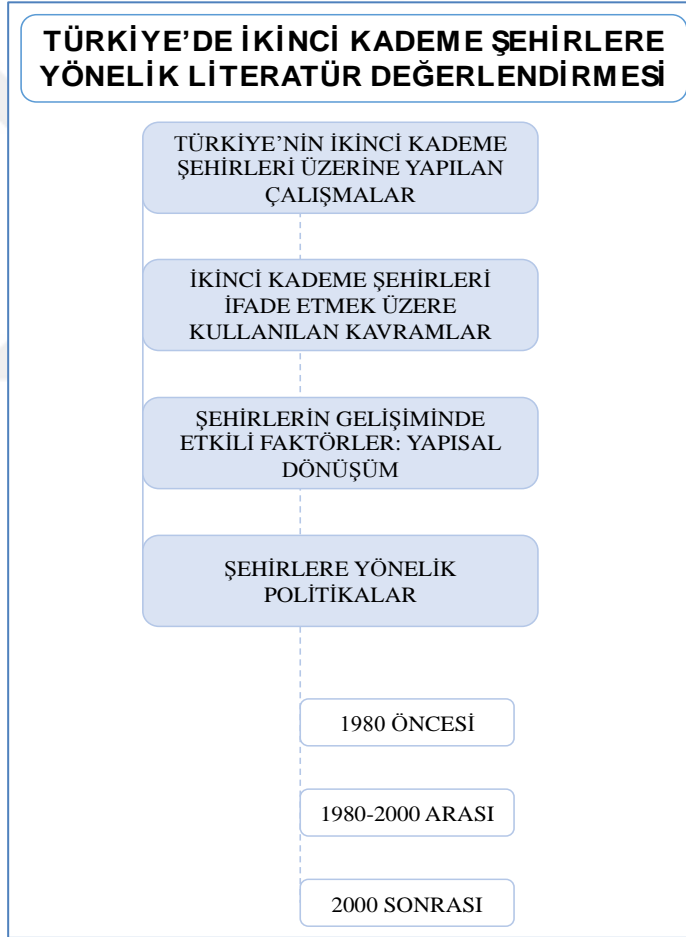 TÜRKİYE'DE İKİNCİ KADEME ŞEHİRLERE
YÖNELİK LİTERATÜR DEĞERLENDİRMESİ
TÜRKİYE'NİN İKİNCİ KADEME
ŞEHİRLERİ ÜZERİNE YAPILAN
ÇALIŞMALAR
İKİNCİ KADEME ŞEHİRLERİ
İFADE ETMEK ÜZERE
KULLANILAN KAVRAMLAR
ŞEHİRLERİN GELİŞİMİNDE
ETKİLİ FAKTÖRLER: YAPISAL
DÖNÜŞÜM
ŞEHİRLERE YÖNELİK
POLİTİKALAR
1980 ÖNCESİ
1980-2000 ARASI
2000 SONRASI